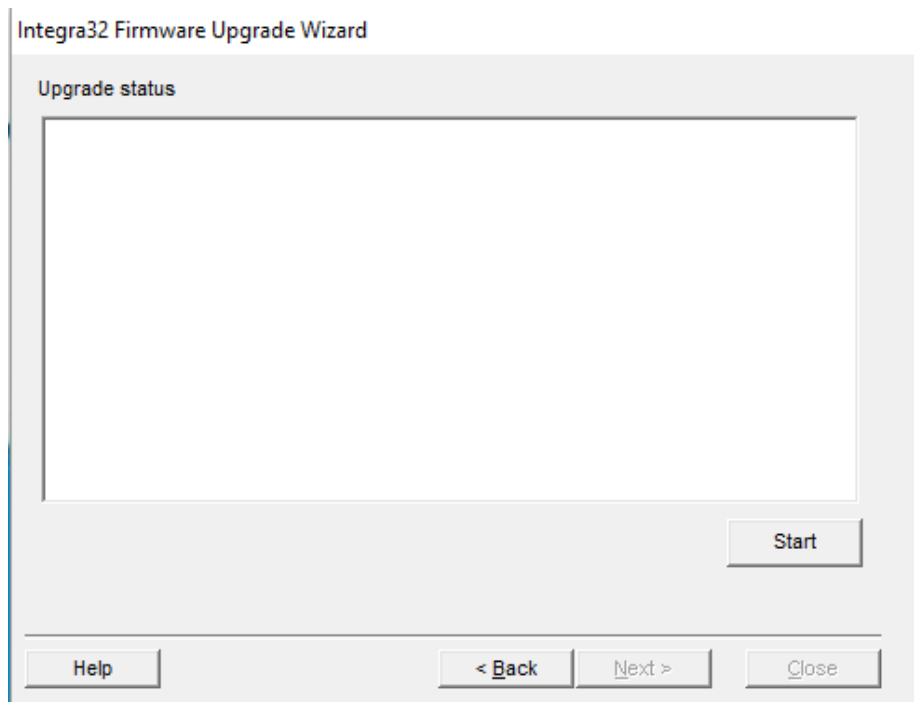 Integra32 Firmware Upgrade Wizard
Upgrade status
Start
Help
< Back
Next >
Close